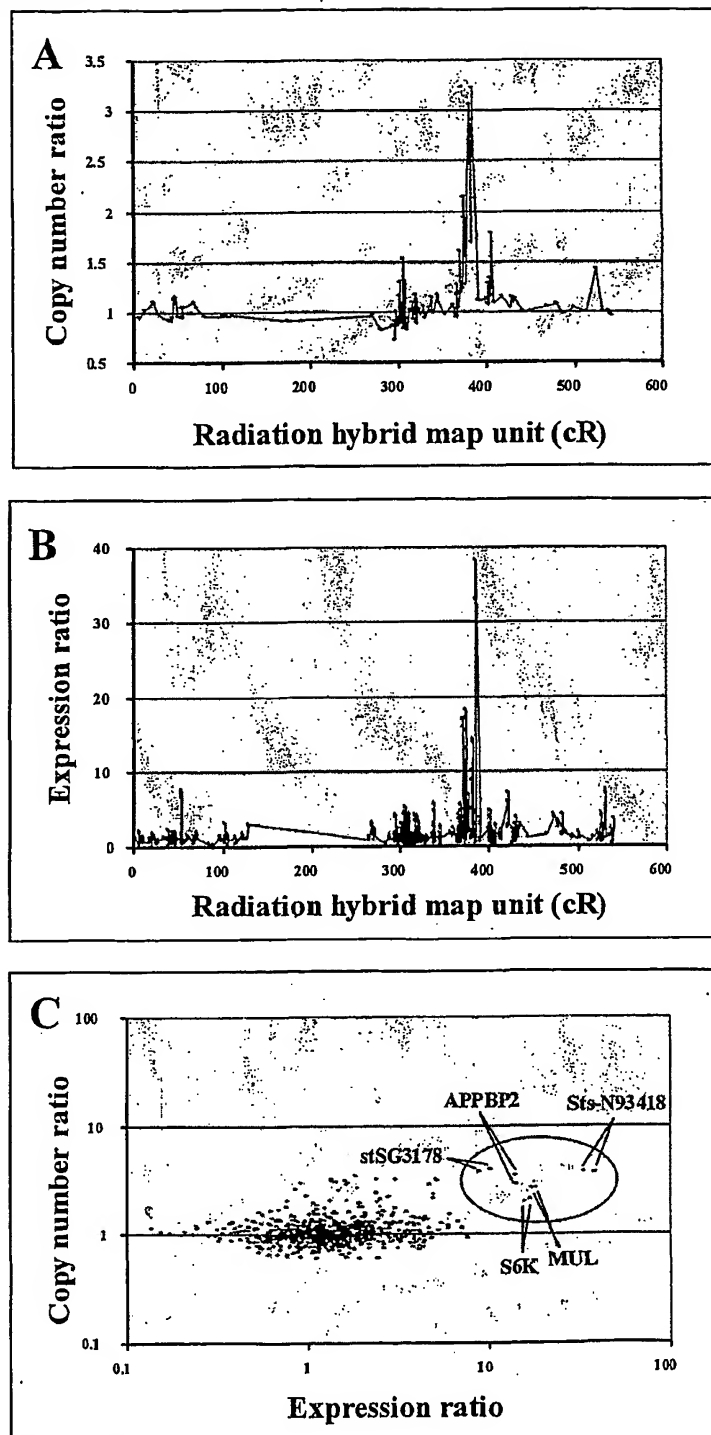 A
Copy number ratio
3.5
3
2.5
2
1.5
1
0.5
0 100 200 300 400 500 600
Radiation hybrid map unit (cR)
B
Expression ratio
40
30
20
10
0
0 100 200 300 400 500 600
Radiation hybrid map unit (cR)
C
Copy number ratio
100
10
1
0.1
APPBP2
Sts-N93418
stSG3178
S6K
MUL
0.1 1 10 100
Expression ratio